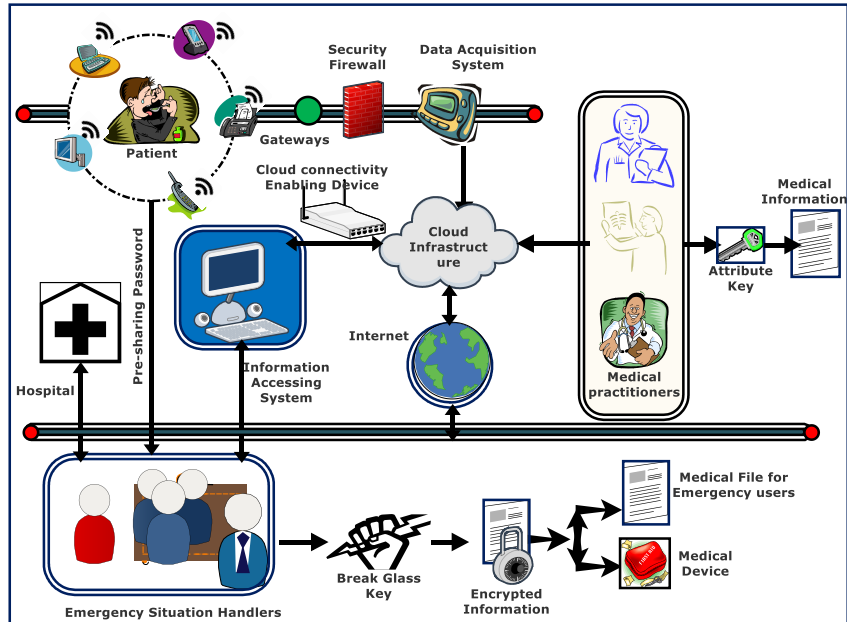 Security
Firewall
Data Acquisition
System
Patient
Gateways
Cloud connectivity
Enabling Device
Medical
Information
Cloud
Infrastruct
ure
Attribute
Key
Pre-sharing Password
Internet
Hospital
Information
Accessing
System
Medical
practitioners
Medical File for
Emergency users
FIRST AID
Medical
Device
Break Glass
Key
Encrypted
Information
Emergency Situation Handlers